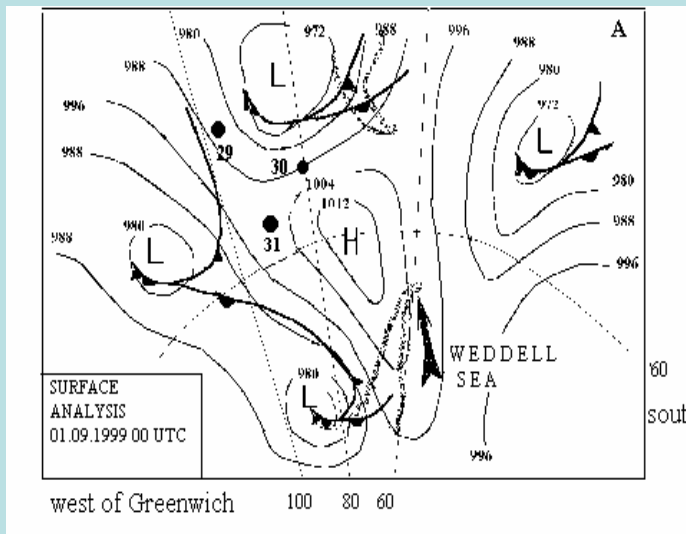 A
980
972
988
996
988
988
980
996
972
L
L
29
30
988
1004
1012
980
980
988
996
988
L
31
H
WEDDELL
SEA
980
L
SURFACE
ANALYSIS
01.09.1999 00 UTC
60
sout
996
west of Greenwich 100 80 60